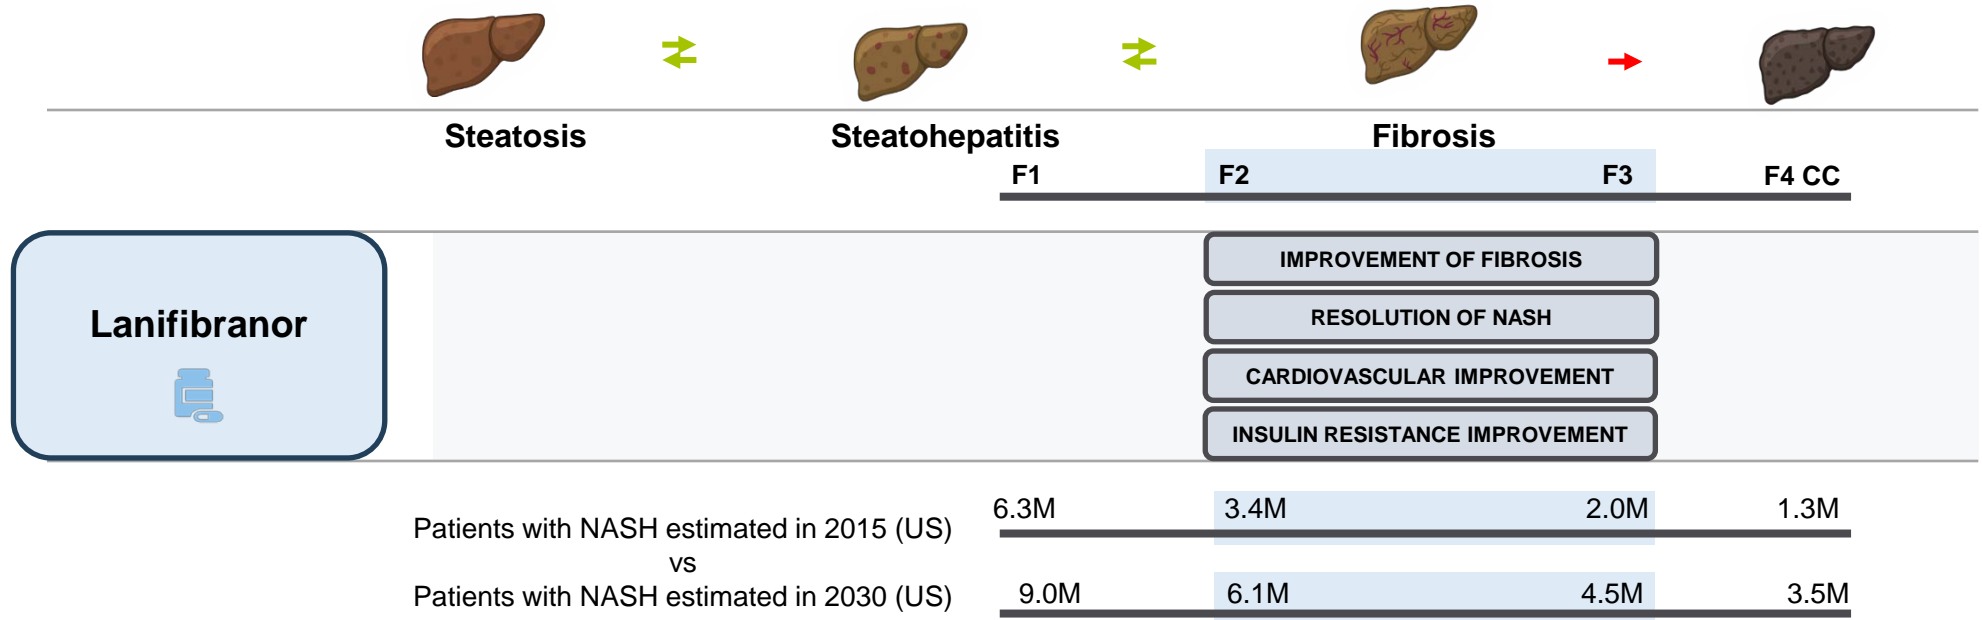 Steatosis
Steatohepatitis
Fibrosis
F1
F2
F3
F4 CC
Lanifibranor
IMPROVEMENT OF FIBROSIS
RESOLUTION OF NASH
CARDIOVASCULAR IMPROVEMENT
INSULIN RESISTANCE IMPROVEMENT
Patients with NASH estimated in 2015 (US)
6.3M
3.4M
2.0M
1.3M
vs
Patients with NASH estimated in 2030 (US)
9.0M
6.1M
4.5M
3.5M